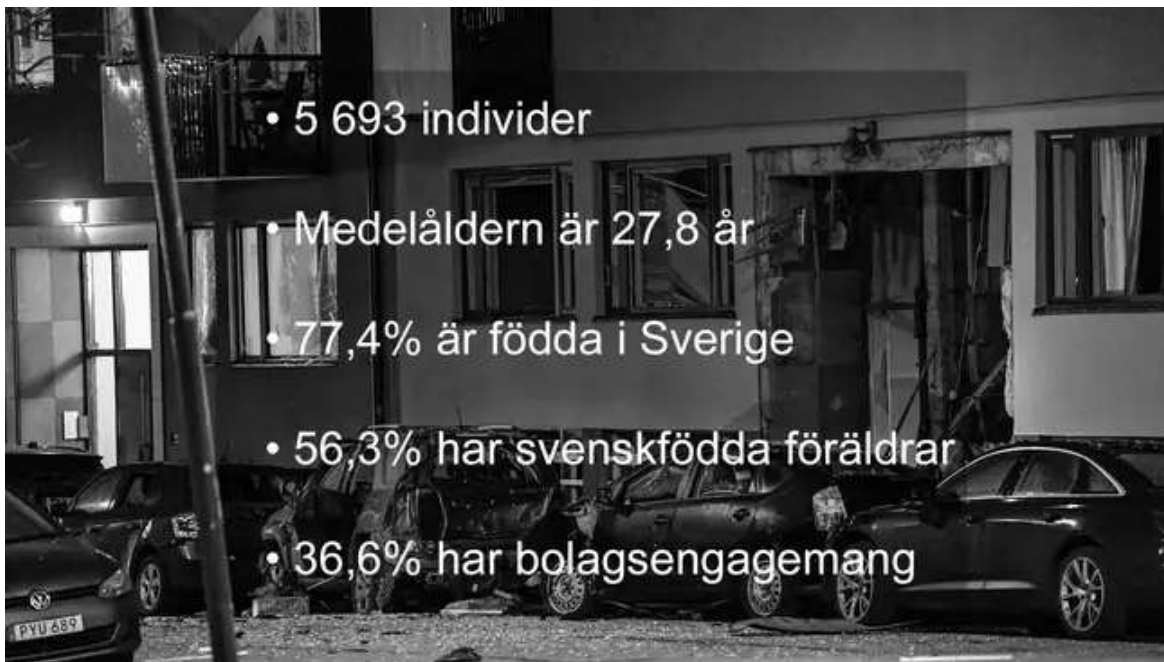 • 5 693 individer
• Medelåldern är 27,8 år
• 77,4% är födda i Sverige
• 56,3% har svenskfödda föräldrar
• 36,6% har bolagsengagemang
PYU 689